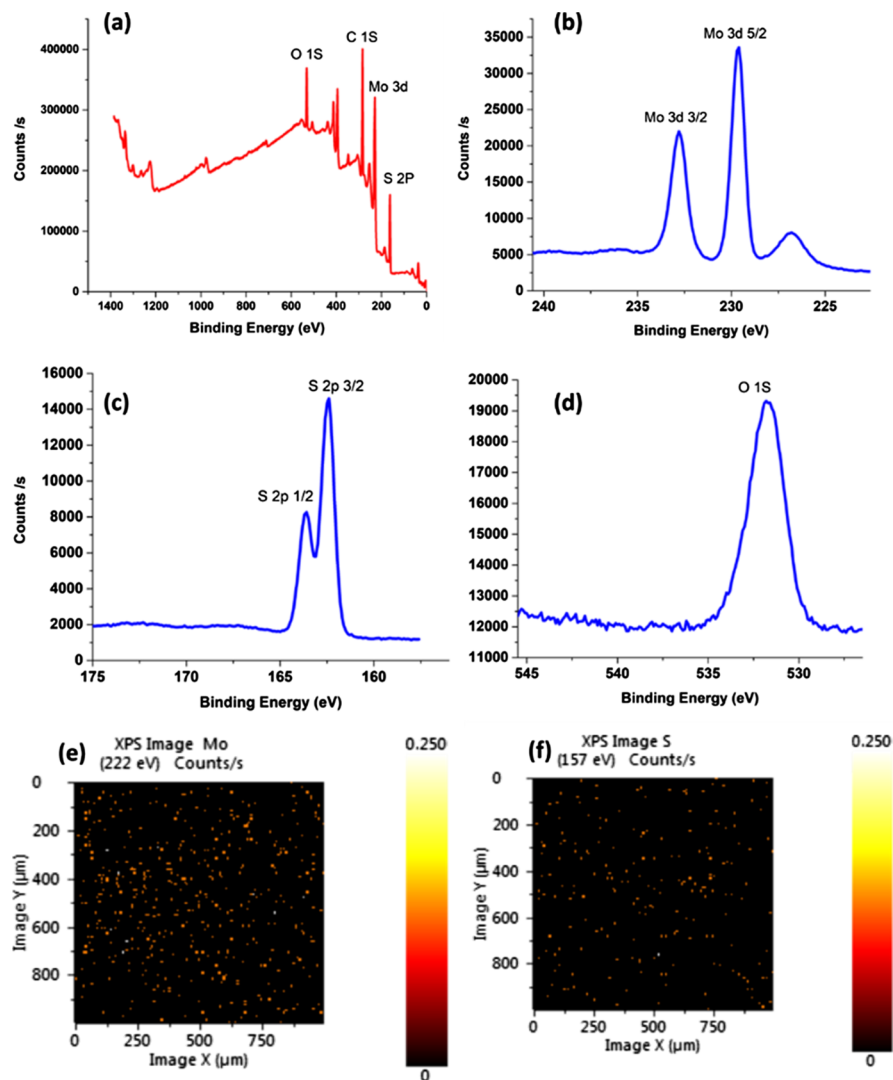 (a)
O 1S
C 1S
Mo 3d
S 2P
Counts /s
400000
300000
200000
100000
0
1400 1200 1000 800 600 400 200 0
Binding Energy (eV)
(b)
Mo 3d 5/2
Mo 3d 3/2
Counts /s
35000
30000
25000
20000
15000
10000
5000
0
240 235 230 225
Binding Energy (eV)
(c)
S 2p 3/2
S 2p 1/2
Counts /s
16000
14000
12000
10000
8000
6000
4000
2000
0
175 170 165 160
Binding Energy (eV)
(d)
O 1S
20000
19000
18000
17000
16000
15000
14000
13000
12000
11000
545 540 535 530
Binding Energy (eV)
(e)
XPS Image Mo
(222 eV) Counts/s
0.250
0
Image Y (µm)
0
200
400
600
800
0 250 500 750
Image X (µm)
(f)
XPS Image S
(157 eV) Counts/s
0.250
0
Image Y (µm)
0
200
400
600
800
0 250 500 750
Image X (µm)